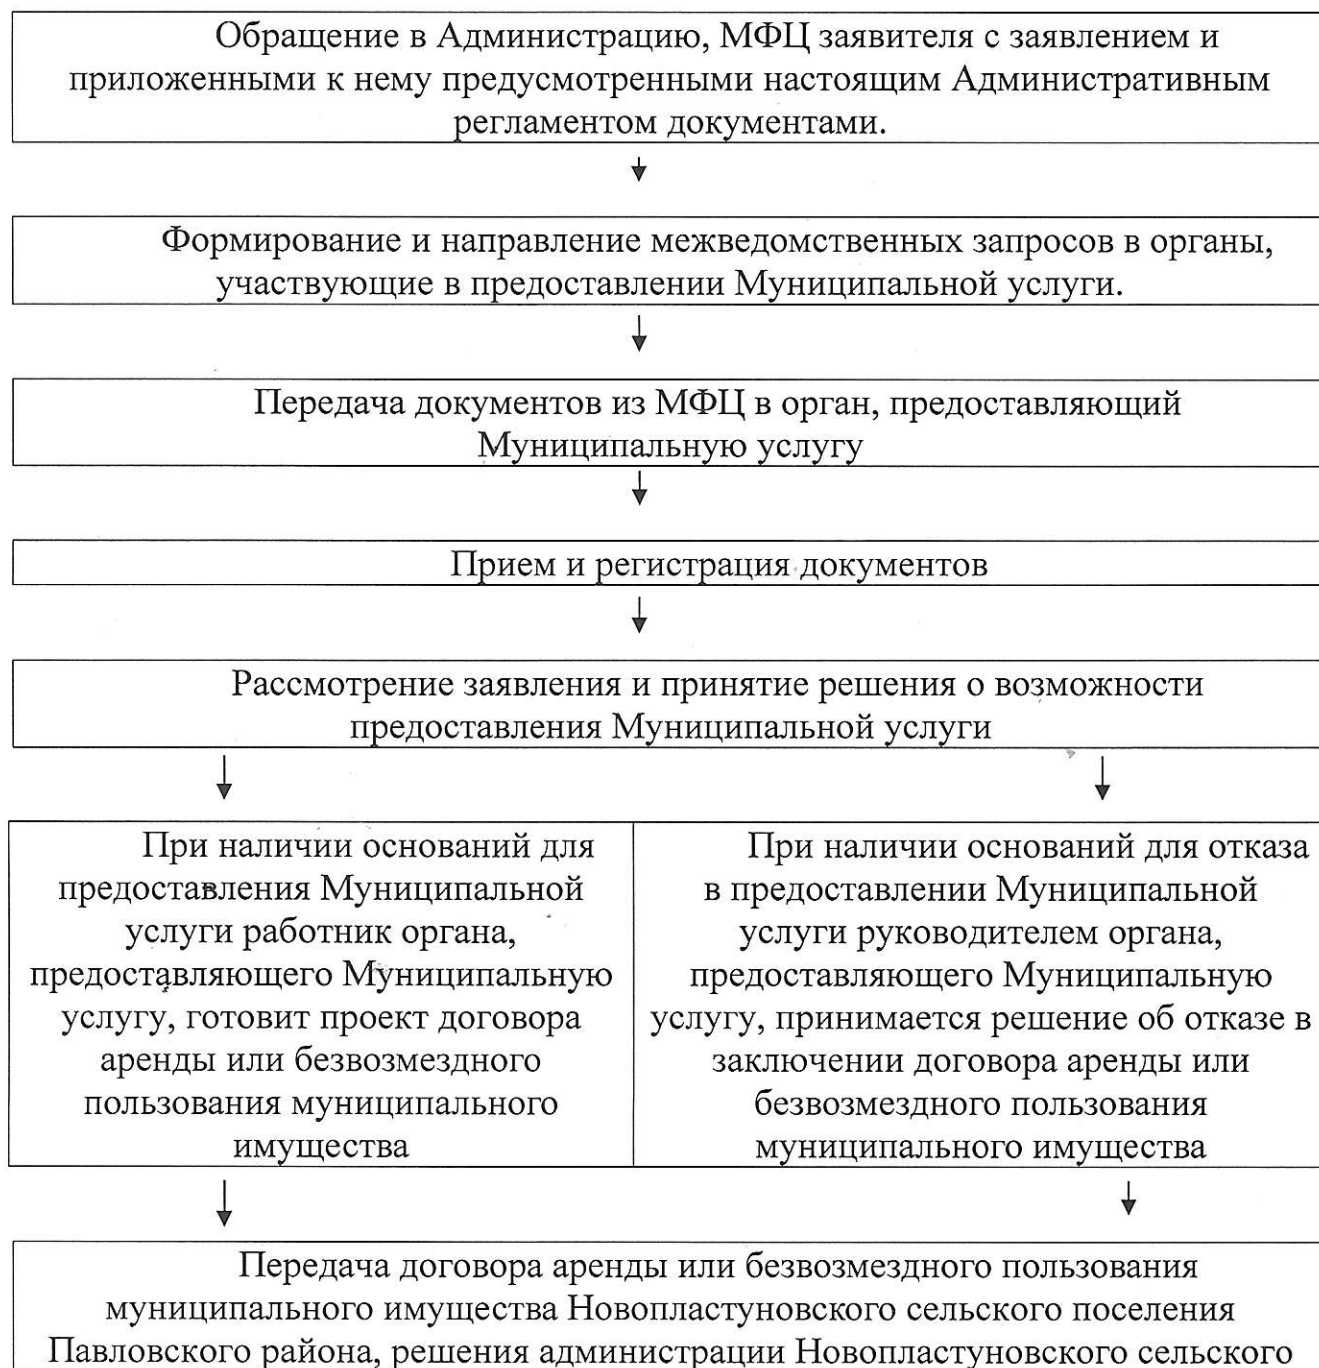 Обращение в Администрацию, МФЦ заявителя с заявлением и
приложенными к нему предусмотренными настоящим Административным
регламентом документами.
Формирование и направление межведомственных запросов в органы,
участвующие в предоставлении Муниципальной услуги.
Передача документов из МФЦ в орган, предоставляющий
Муниципальную услугу
Прием и регистрация документов
Рассмотрение заявления и принятие решения о возможности
предоставления Муниципальной услуги
При наличии оснований для
предоставления Муниципальной
услуги работник органа,
предоставляющего Муниципальную
услугу, готовит проект договора
аренды или безвозмездного
пользования муниципального
имущества
При наличии оснований для отказа
в предоставлении Муниципальной
услуги руководителем органа,
предоставляющего Муниципальную
услугу, принимается решение об отказе в
заключении договора аренды или
безвозмездного пользования
муниципального имущества
Передача договора аренды или безвозмездного пользования
муниципального имущества Новопластуновского сельского поселения
Павловского района, решения администрации Новопластуновского сельского